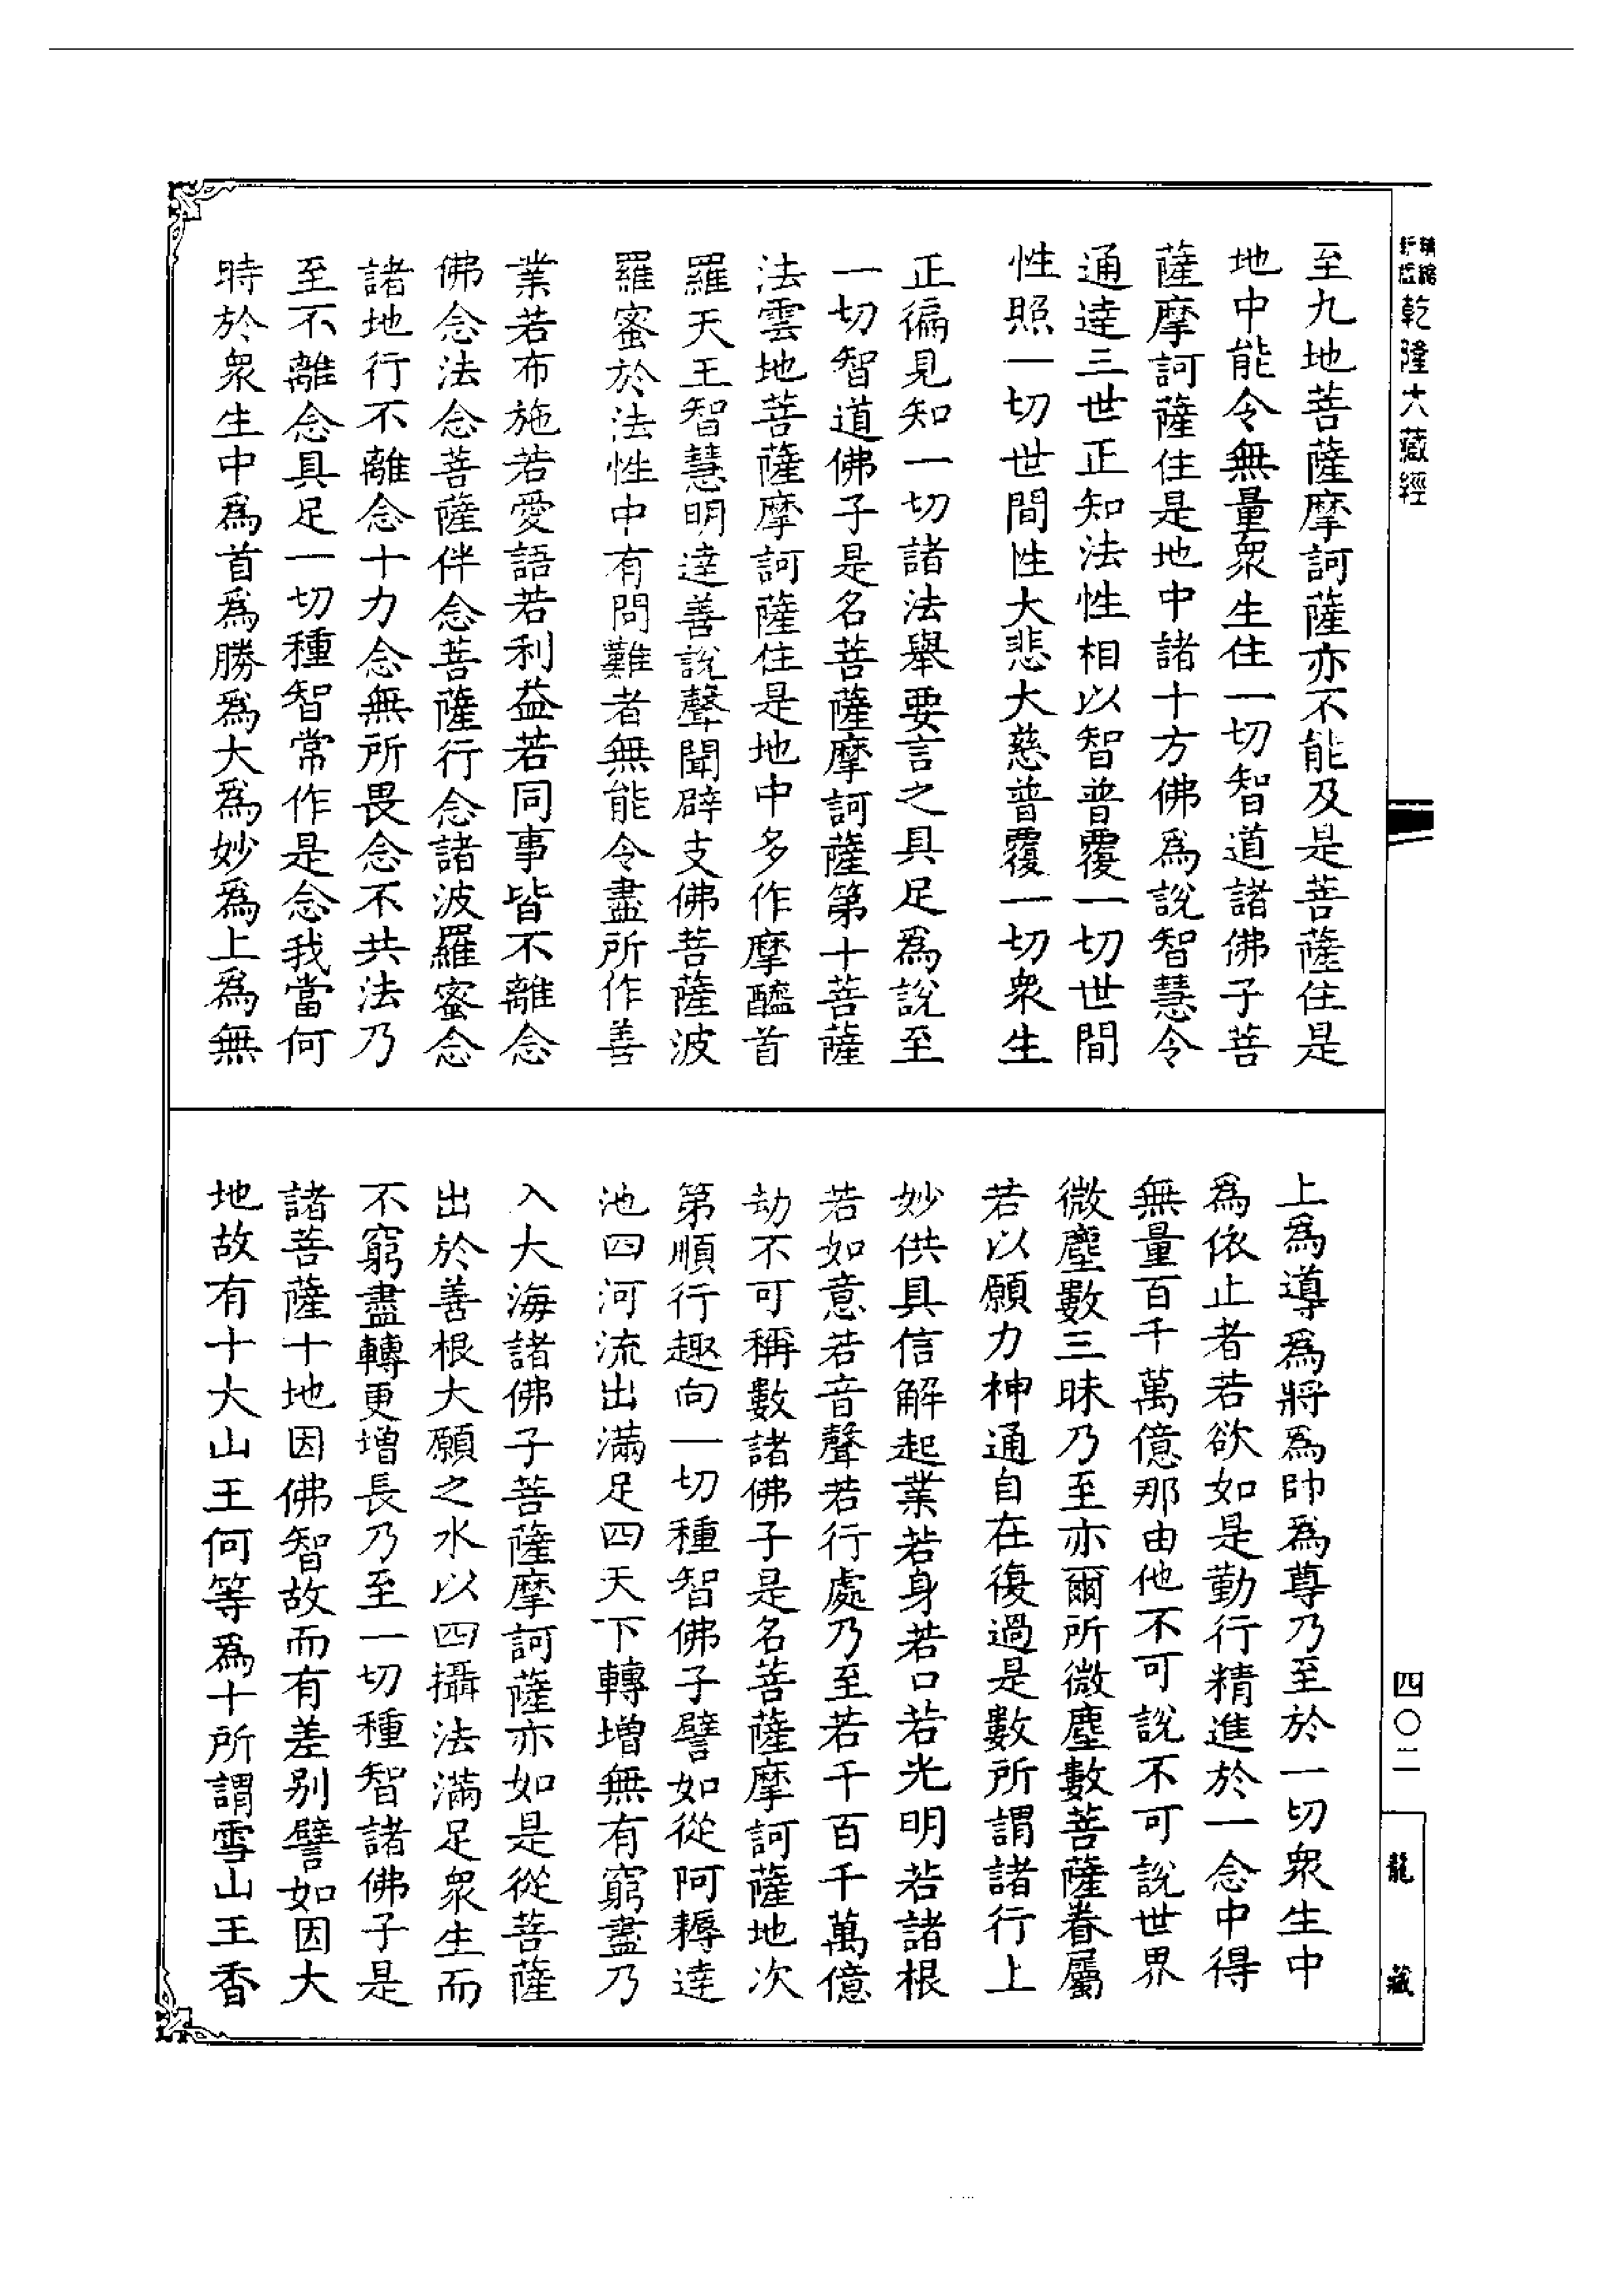 乾隆大藏經
至九地菩薩摩訶薩亦不能及是菩薩住是
地中能令無量衆生住一切智道諸佛子菩
薩摩訶薩住是地中諸十方佛爲說智慧令
通達三世正知法性相以智普覆一切世間
性照一切世間性大悲大慈普覆一切衆生
正徧見知一切諸法舉要言之具足爲說至
一切智道佛子是名菩薩摩訶薩第十菩薩
法雲地菩薩摩訶薩住是地中多作摩醯首
羅天王智慧明達善說聲聞辟支佛菩薩波
羅蜜於法性中有問難者無能令盡所作善
業若布施若愛語若利益若同事皆不離念
佛念法念菩薩伴念菩薩行念諸波羅蜜念
諸地行不離念十力念無所畏念不共法乃
至不離念具足一切種智常作是念我當何
時於衆生中爲首爲勝爲大爲妙爲上爲無
上爲導爲將爲帥爲尊乃至於一切衆生中
爲依止者若欲如是勤行精進於一念中得
無量百千萬億那由他不可說不可說世界
微塵數三昧乃至亦爾所微塵數菩薩眷屬
若以願力神通自在復過是數所謂諸行上
妙供具信解起業若身若口若光明若諸根
若如意若音聲若行處乃至若千百千萬億
劫不可稱數諸佛子是名菩薩摩訶薩地次
第順行趣向一切種智佛子譬如從阿耨達
池四河流出滿足四天下轉增無有窮盡乃
入大海諸佛子菩薩摩訶薩亦如是從菩薩
出於善根大願之水以四攝法滿足衆生而
不窮盡轉更增長乃至一切種智諸佛子是
諸菩薩十地因佛智故而有差別譬如因大
地故有十大山王何等爲十所謂雪山王香
四〇二
龍藏